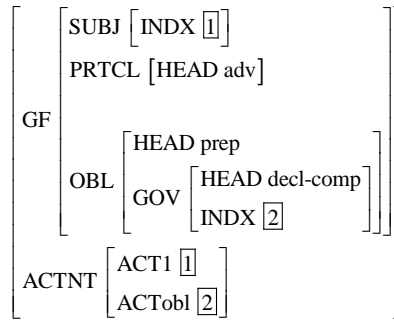 SUBJ [INDX 1]
PRTCL [HEAD adv]
GF
HEAD prep
OBL
GOV
HEAD decl-comp
INDX 2
ACTNT
ACT1 1
ACTobl 2